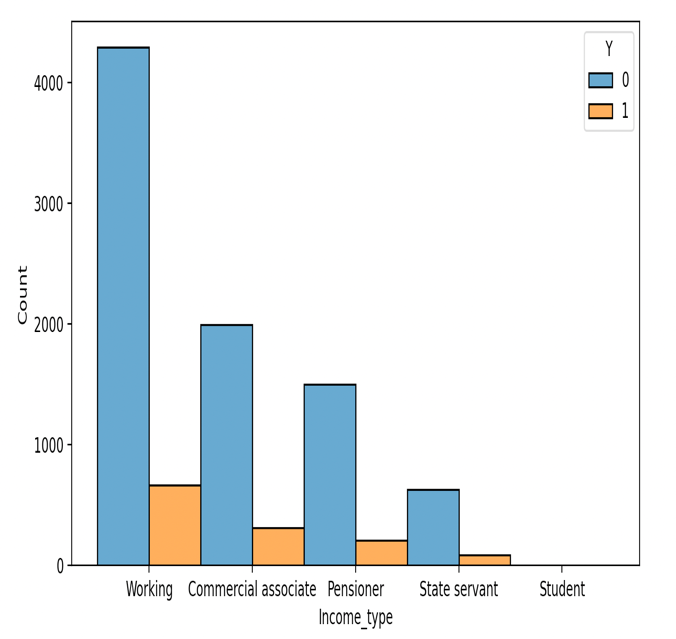 Y
0
1
4000
3000
2000
1000
0
Count
Working Commercial associate Pensioner State servant Student
Income_type